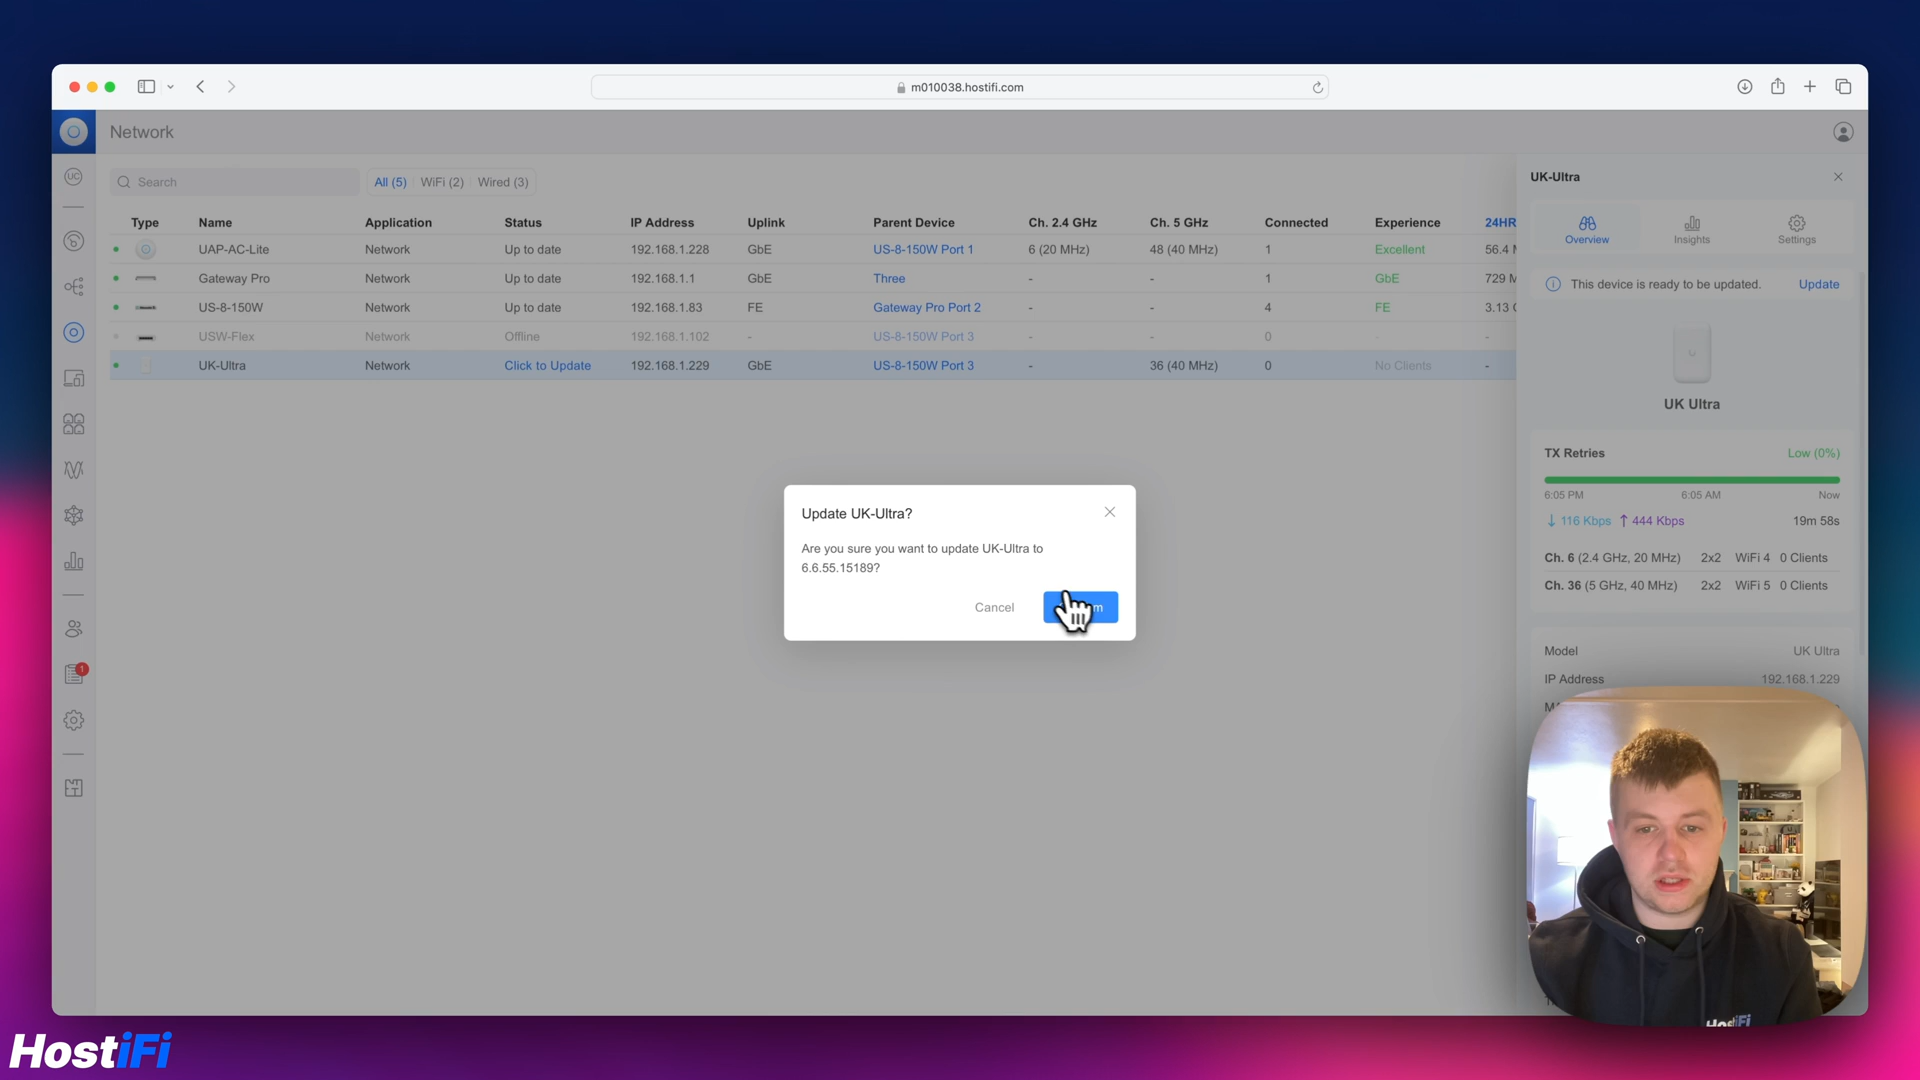 m010038.hostifi.com
Network
UC
Search
All (5) WiFi (2) Wired (3)
Type Name Application Status IP Address Uplink Parent Device Ch. 2.4 GHz Ch. 5 GHz Connected Experience 24HR
UAP-AC-Lite Network Up to date 192.168.1.228 GbE US-8-150W Port 1 6 (20 MHz) 48 (40 MHz) 1 Excellent 56.4
Gateway Pro Network Up to date 192.168.1.1 GbE Three - - 1 GbE 729
US-8-150W Network Up to date 192.168.1.83 FE Gateway Pro Port 2 - - 4 FE 3.13
USW-Flex Network Offline 192.168.1.102 - US-8-150W Port 3 - - 0 - -
UK-Ultra Network Click to Update 192.168.1.229 GbE US-8-150W Port 3 - 36 (40 MHz) 0 No Clients -
UK-Ultra
Overview Insights Settings
This device is ready to be updated. Update
UK Ultra
TX Retries Low (0%)
6:05 PM 6:05 AM Now
116 Kbps 444 Kbps 19m 58s
Ch. 6 (2.4 GHz, 20 MHz) 2x2 WiFi 4 0 Clients
Ch. 36 (5 GHz, 40 MHz) 2x2 WiFi 5 0 Clients
Model UK Ultra
IP Address 192.168.1.229
Update UK-Ultra?
Are you sure you want to update UK-Ultra to
6.6.55.15189?
Cancel
1
HostiFi
HostiFi